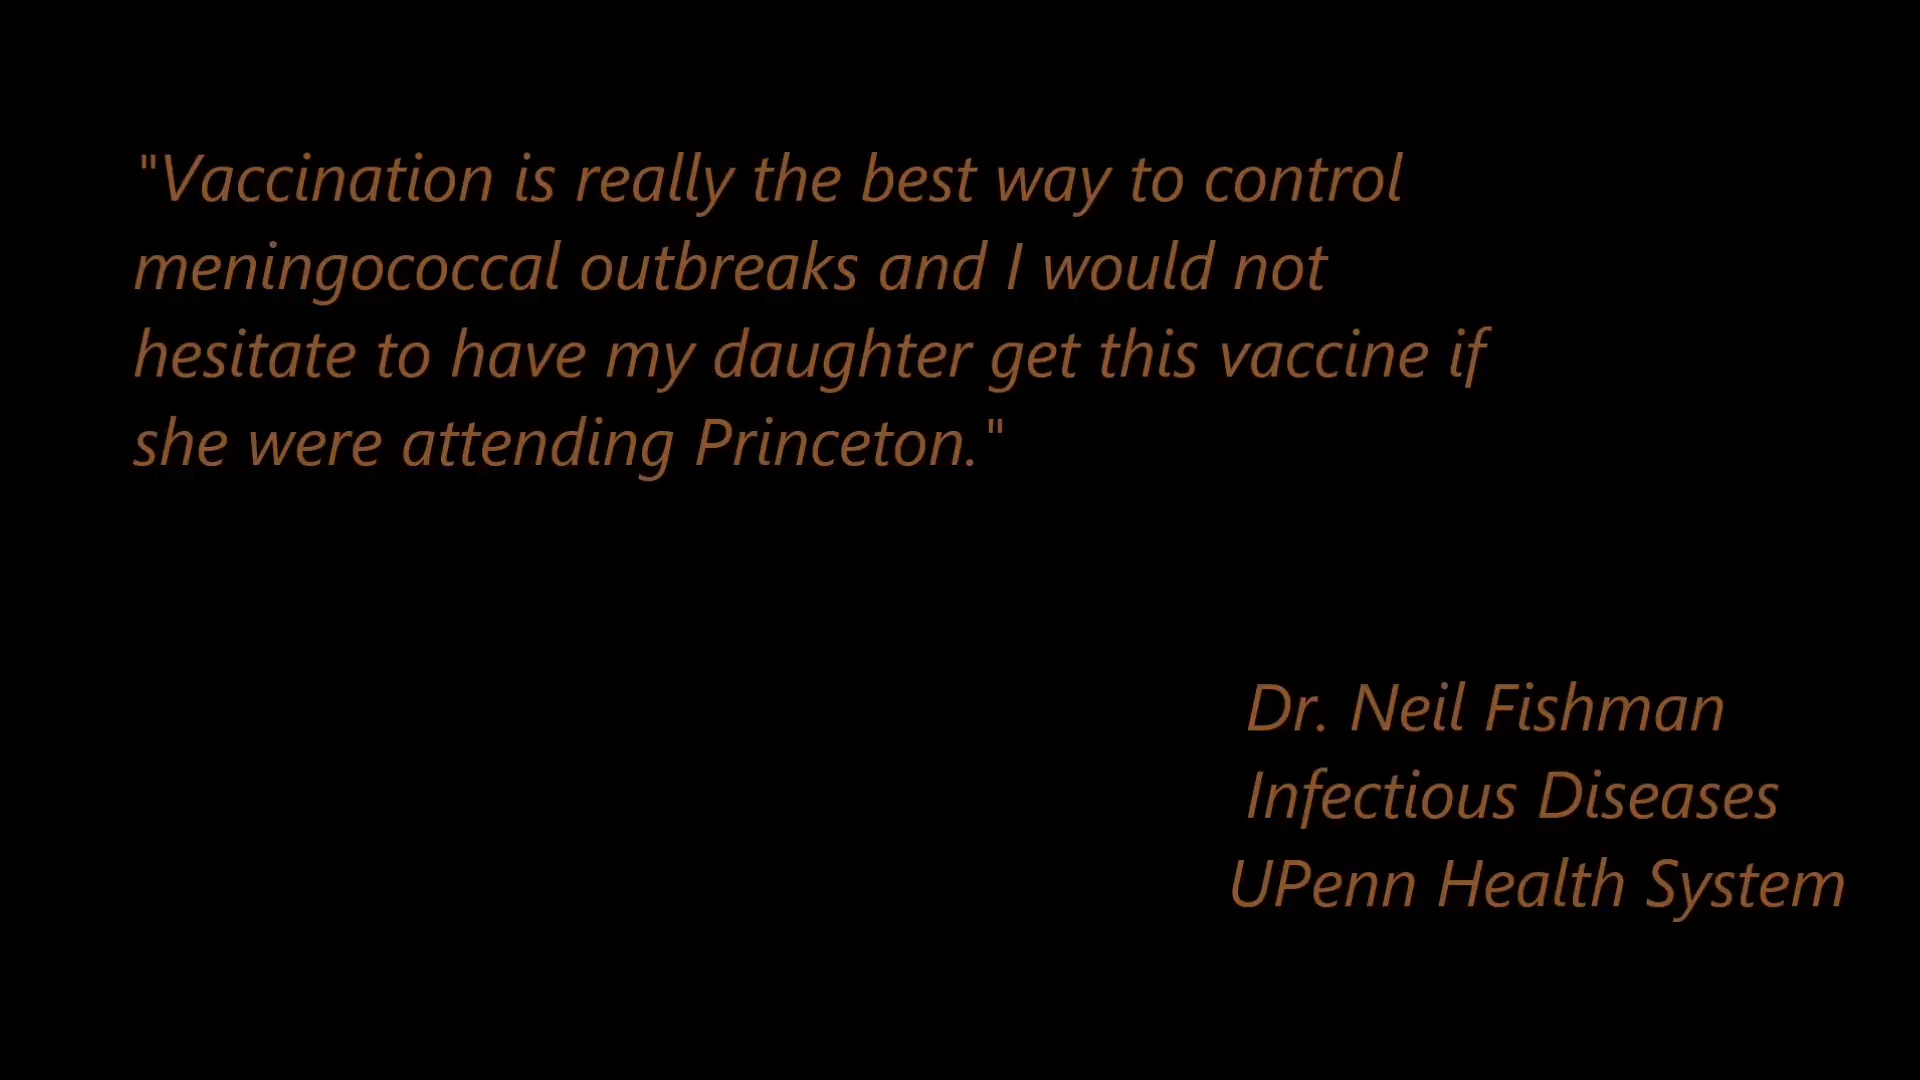 "Vaccination is really the best way to control
meningococcal outbreaks and I would not
hesitate to have my daughter get this vaccine if
she were attending Princeton."
Dr. Neil Fishman
Infectious Diseases
UPenn Health System